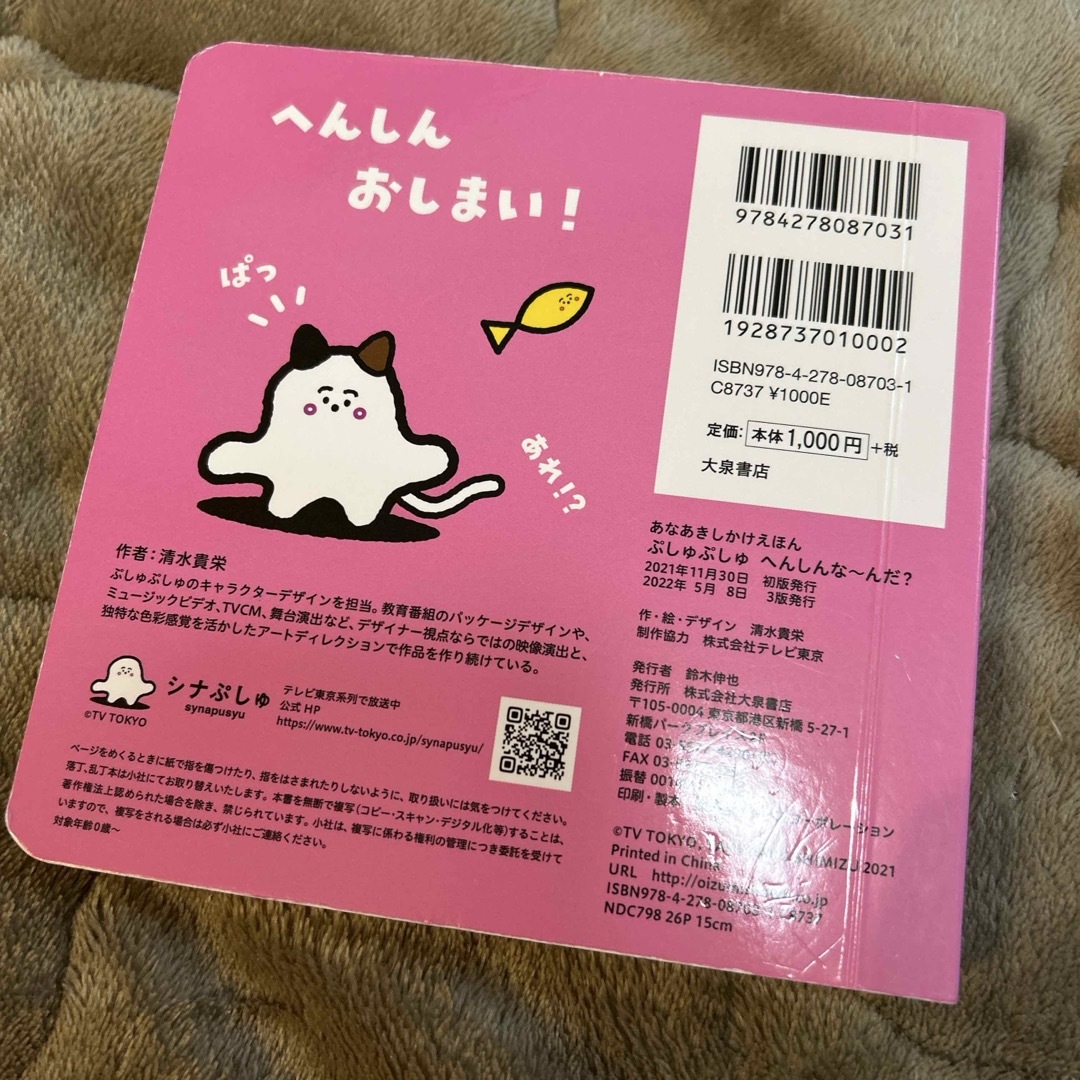 へんしん
おしまい!
ぱっ
あれ!?
9784278087031
1928737010002
ISBN978-4-278-08703-1
C8737 ¥1000E
定価: 本体1,000円 +税
大泉書店
作者:清水貴栄
ぷしゅぷしゅのキャラクターデザインを担当。教育番組のパッケージデザインや、
ミュージックビデオ、TVCM、舞台演出など、デザイナー視点ならではの映像演出と、
独特な色彩感覚を活かしたアートディレクションで作品を作り続けている。
シナぷしゅ
synapusyu
©TV TOKYO
テレビ東京系列で放送中
公式HP
https://www.tv-tokyo.co.jp/synapusyu/
ページをめくるときに紙で指を傷つけたり、指をはさまれたりしないように、取り扱いには気をつけてください。
落丁、乱丁本は小社にてお取り替えいたします。本書を無断で複写(コピー・スキャン・デジタル化等)することは、
著作権法上認められた場合を除き、禁じられています。小社は、複写に係わる権利の管理につき委託を受けて
いますので、複写をされる場合は必ず小社にご連絡ください。
対象年齢0歳〜
あなあきしかけえほん
ぷしゅぷしゅ へんしんな〜んだ?
2021年11月30日 初版発行
2022年 5月 8日 3版発行
作・絵・デザイン 清水貴栄
制作協力 株式会社テレビ東京
発行者 鈴木伸也
発行所 株式会社大泉書店
〒105-0004 東京都港区新橋 5-27-1
新橋パークプレイス
電話 03-
FAX 03-
振替 001
印刷・製本
コーポレーション
©TV TOKYO, SHIMIZU 2021
Printed in China
URL http://oizu
ISBN978-4-278-08703-1 C8737
NDC798 26P 15cm